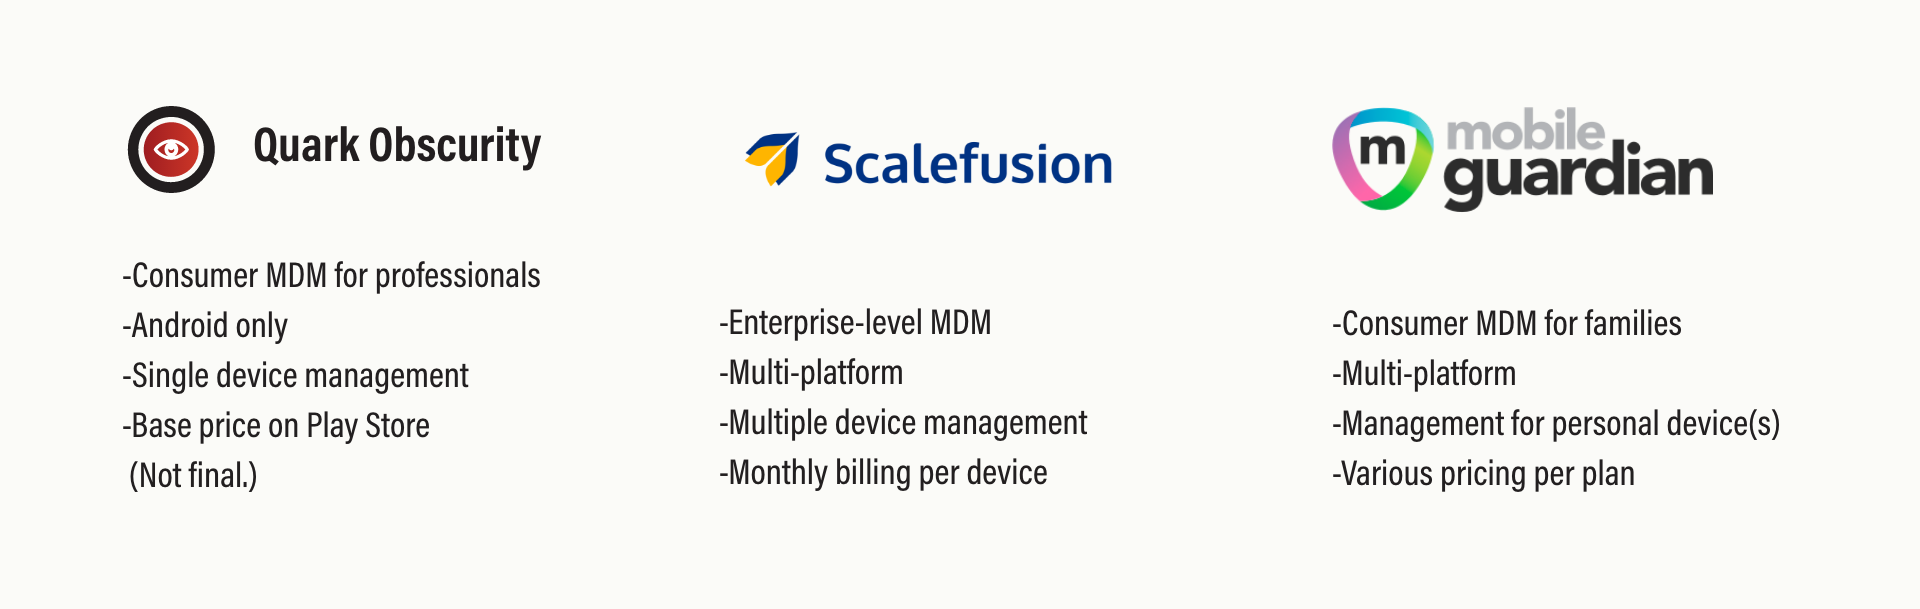 Quark Obscurity
-Consumer MDM for professionals
-Android only
-Single device management
-Base price on Play Store
(Not final.)
Scalefusion
-Enterprise-level MDM
-Multi-platform
-Multiple device management
-Monthly billing per device
m
mobile
guardian
-Consumer MDM for families
-Multi-platform
-Management for personal device(s)
-Various pricing per plan